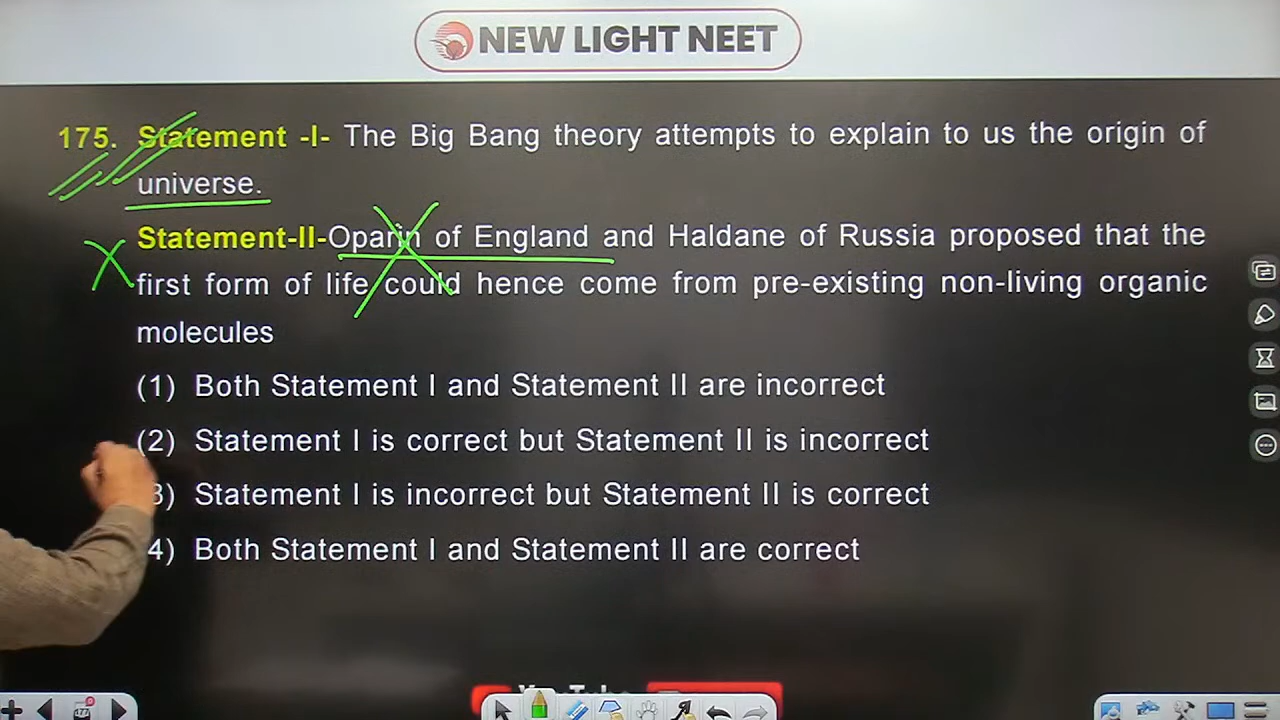 NEW LIGHT NEET
175. Statement -I- The Big Bang theory attempts to explain to us the origin of
universe.
Statement-II-Oparin of England and Haldane of Russia proposed that the
first form of life could hence come from pre-existing non-living organic
molecules
(1) Both Statement I and Statement II are incorrect
(2) Statement I is correct but Statement II is incorrect
3) Statement I is incorrect but Statement II is correct
4) Both Statement I and Statement II are correct